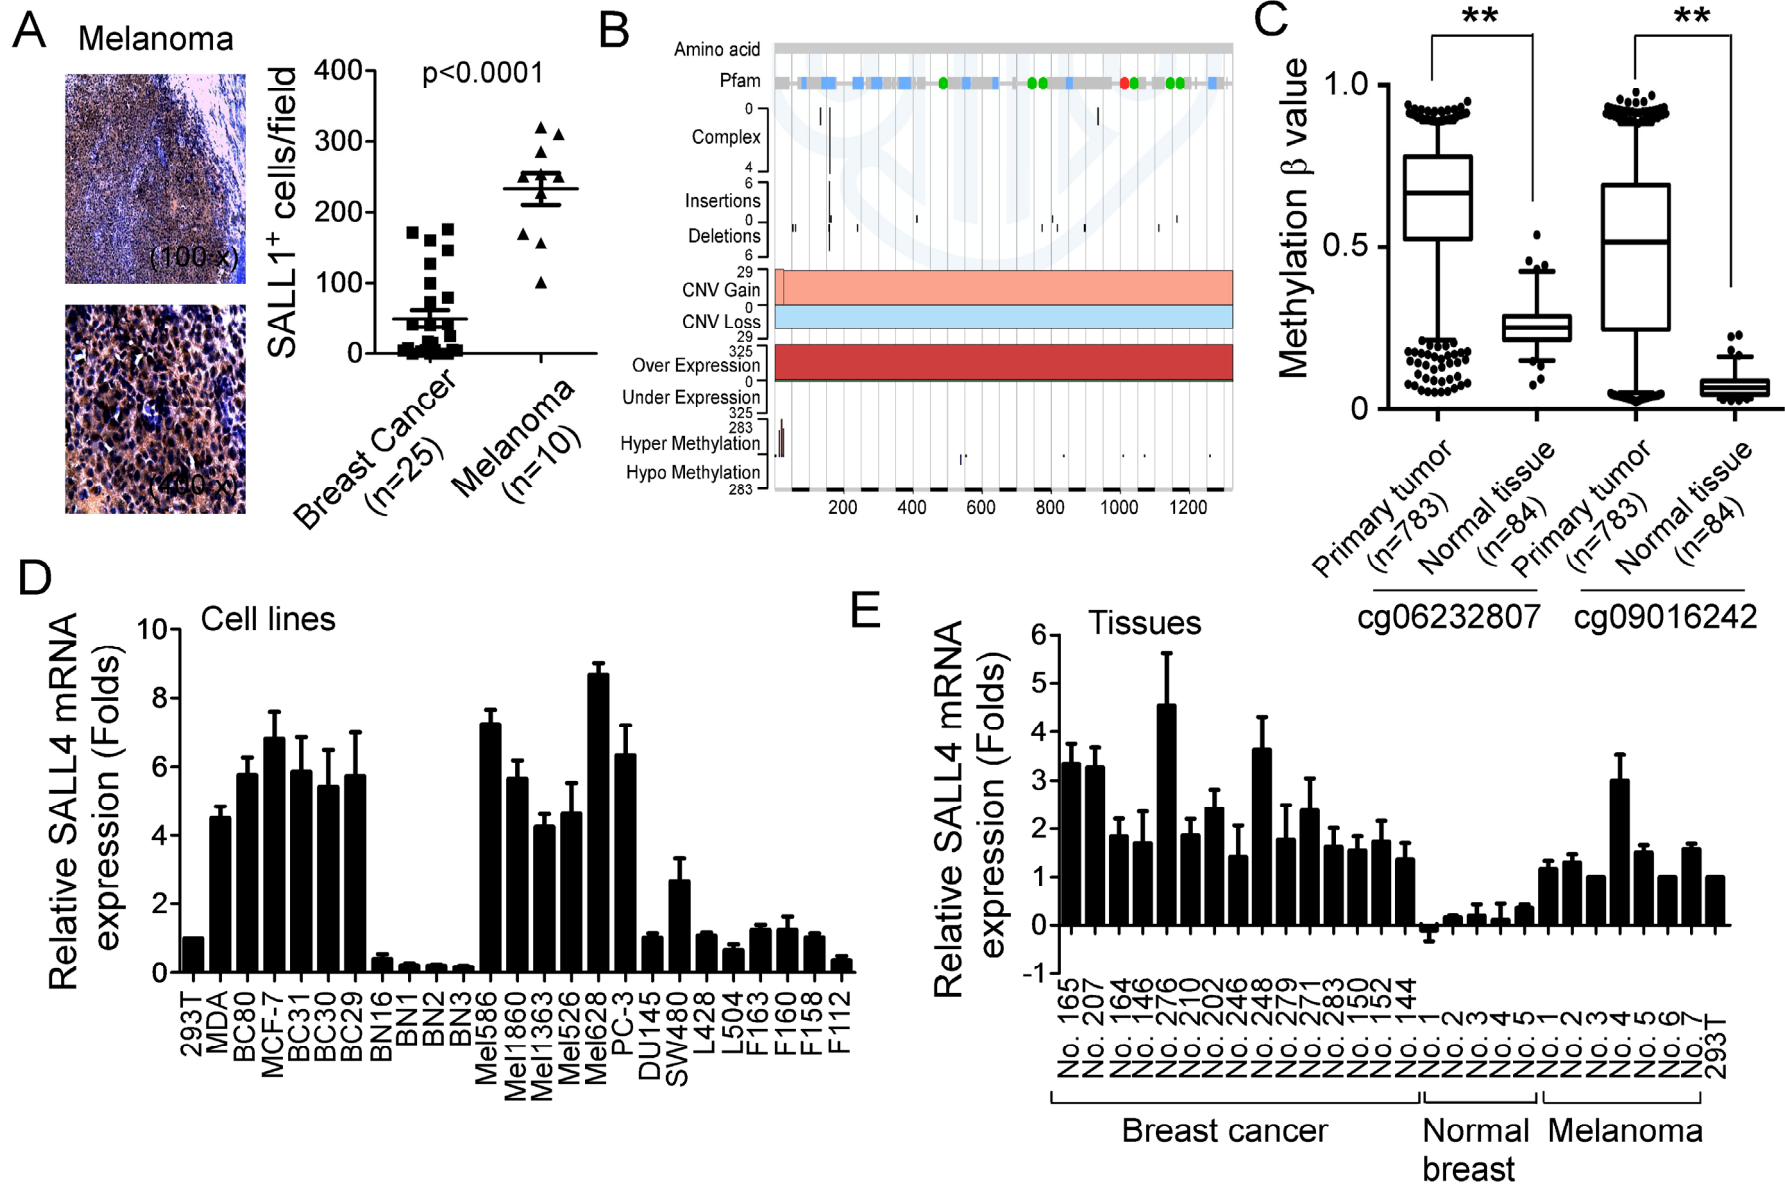 A
Melanoma
(100 x)
(400 x)
SALL1+ cells/field
p<0.0001
400
300
200
100
0
Breast Cancer
(n=25)
Melanoma
(n=10)
B
Amino acid
Pfam
0
Complex
4
6
Insertions
0
Deletions
6
29
CNV Gain
0
CNV Loss
29
325
Over Expression
0
Under Expression
325
283
Hyper Methylation
Hypo Methylation
283
200 400 600 800 1000 1200
C
** **
Methylation β value
1.0
0.5
0
Primary tumor
(n=783)
Normal tissue
(n=84)
Primary tumor
(n=783)
Normal tissue
(n=84)
cg06232807 cg09016242
D
Cell lines
Relative SALL4 mRNA
expression (Folds)
10
8
6
4
2
0
293T
MDA
BC80
MCF-7
BC31
BC30
BC29
BN16
BN1
BN2
BN3
Mel586
Mel1860
Mel1363
Mel526
Mel628
PC-3
DU145
SW480
L428
L504
F163
F160
F158
F112
E
Tissues
Relative SALL4 mRNA
expression (Folds)
6
5
4
3
2
1
0
-1
No. 165
No. 207
No. 164
No. 146
No. 276
No. 210
No. 202
No. 246
No. 248
No. 279
No. 271
No. 283
No. 150
No. 152
No. 144
No. 1
No. 2
No. 3
No. 4
No. 5
No. 1
No. 2
No. 3
No. 4
No. 5
No. 6
No. 7
293T
Breast cancer
Normal
breast
Melanoma